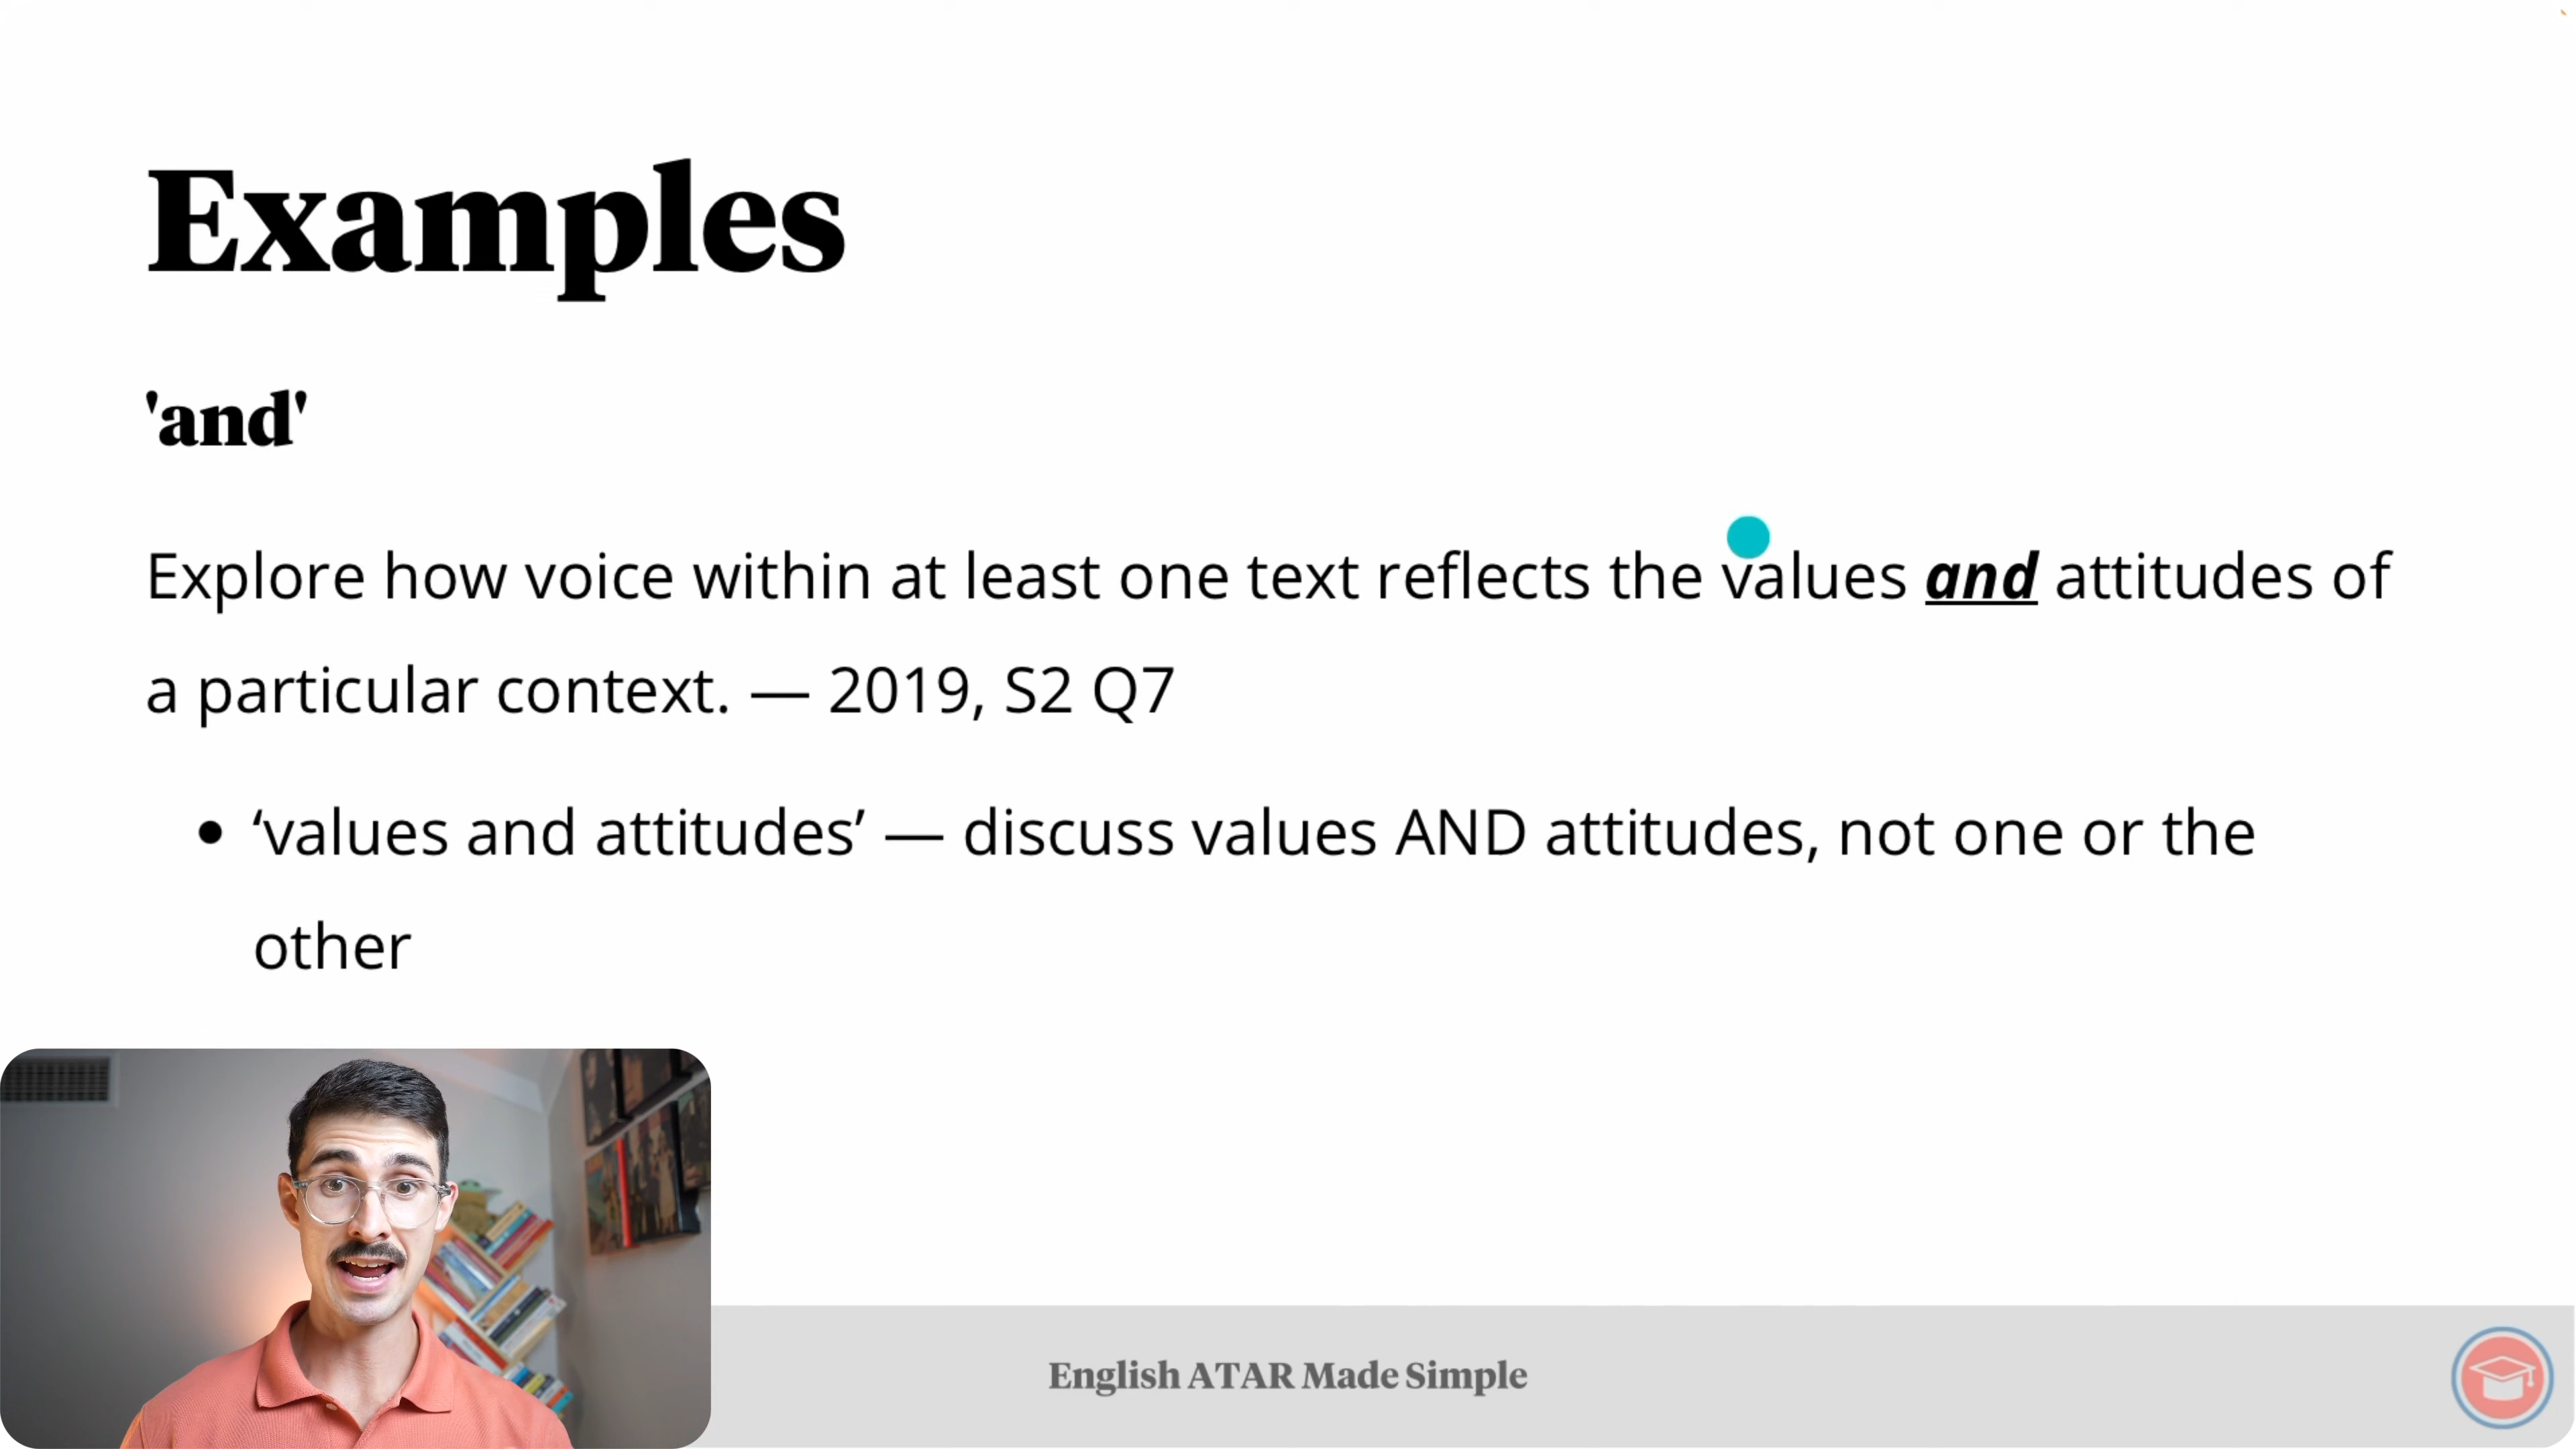 Examples
'and'
Explore how voice within at least one text reflects the values and attitudes of
a particular context. — 2019, S2 Q7
• ‘values and attitudes’ — discuss values AND attitudes, not one or the
other
English ATAR Made Simple